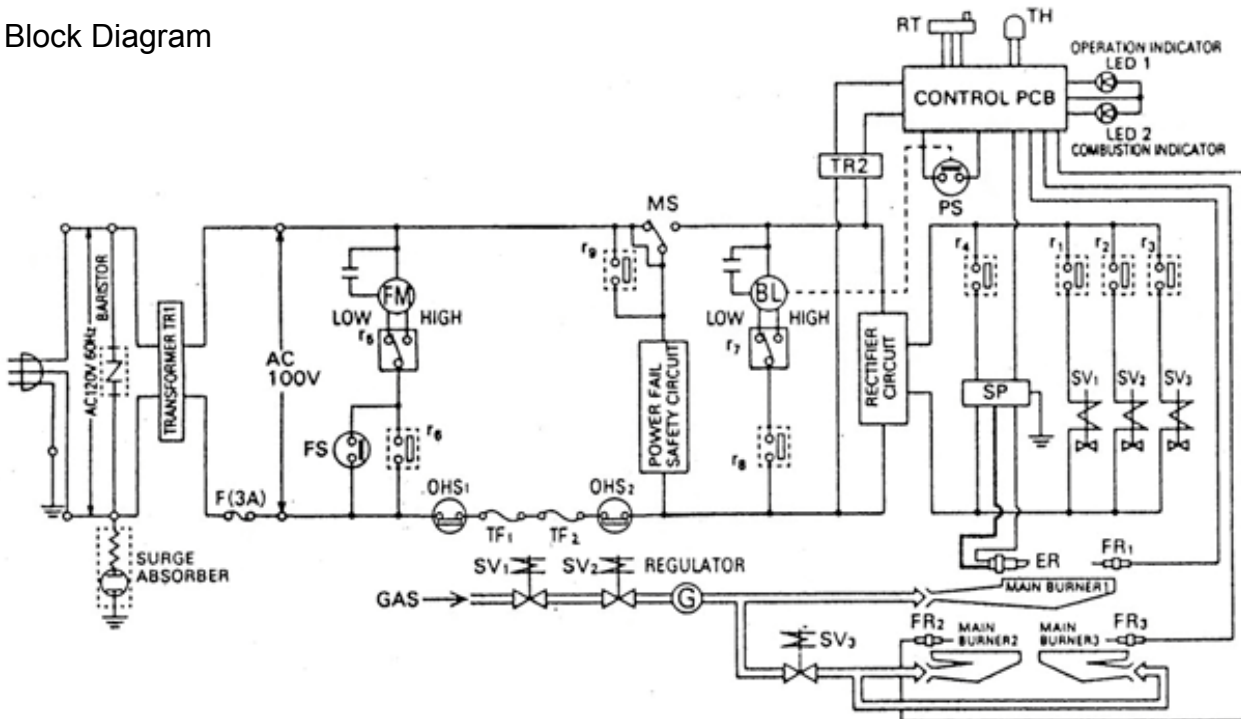 Block Diagram
RT
TH
OPERATION INDICATOR
LED 1
CONTROL PCB
LED 2
COMBUSTION INDICATOR
TR2
PS
MS
AC120V 60Hz
BARISTOR
TRANSFORMER TR1
AC
100V
FM
LOW
HIGH
r5
FS
r6
r9
POWER FAIL
SAFETY CIRCUIT
BL
LOW
HIGH
r7
r8
RECTIFIER
CIRCUIT
r4
r1
r2
r3
SP
SV1
SV2
SV3
F(3A)
OHS1
TF1
TF2
OHS2
SURGE
ABSORBER
SV1
SV2
REGULATOR
GAS
G
ER
FR1
MAIN BURNER1
FR2
MAIN
BURNER2
MAIN
BURNER3
FR3
SV3